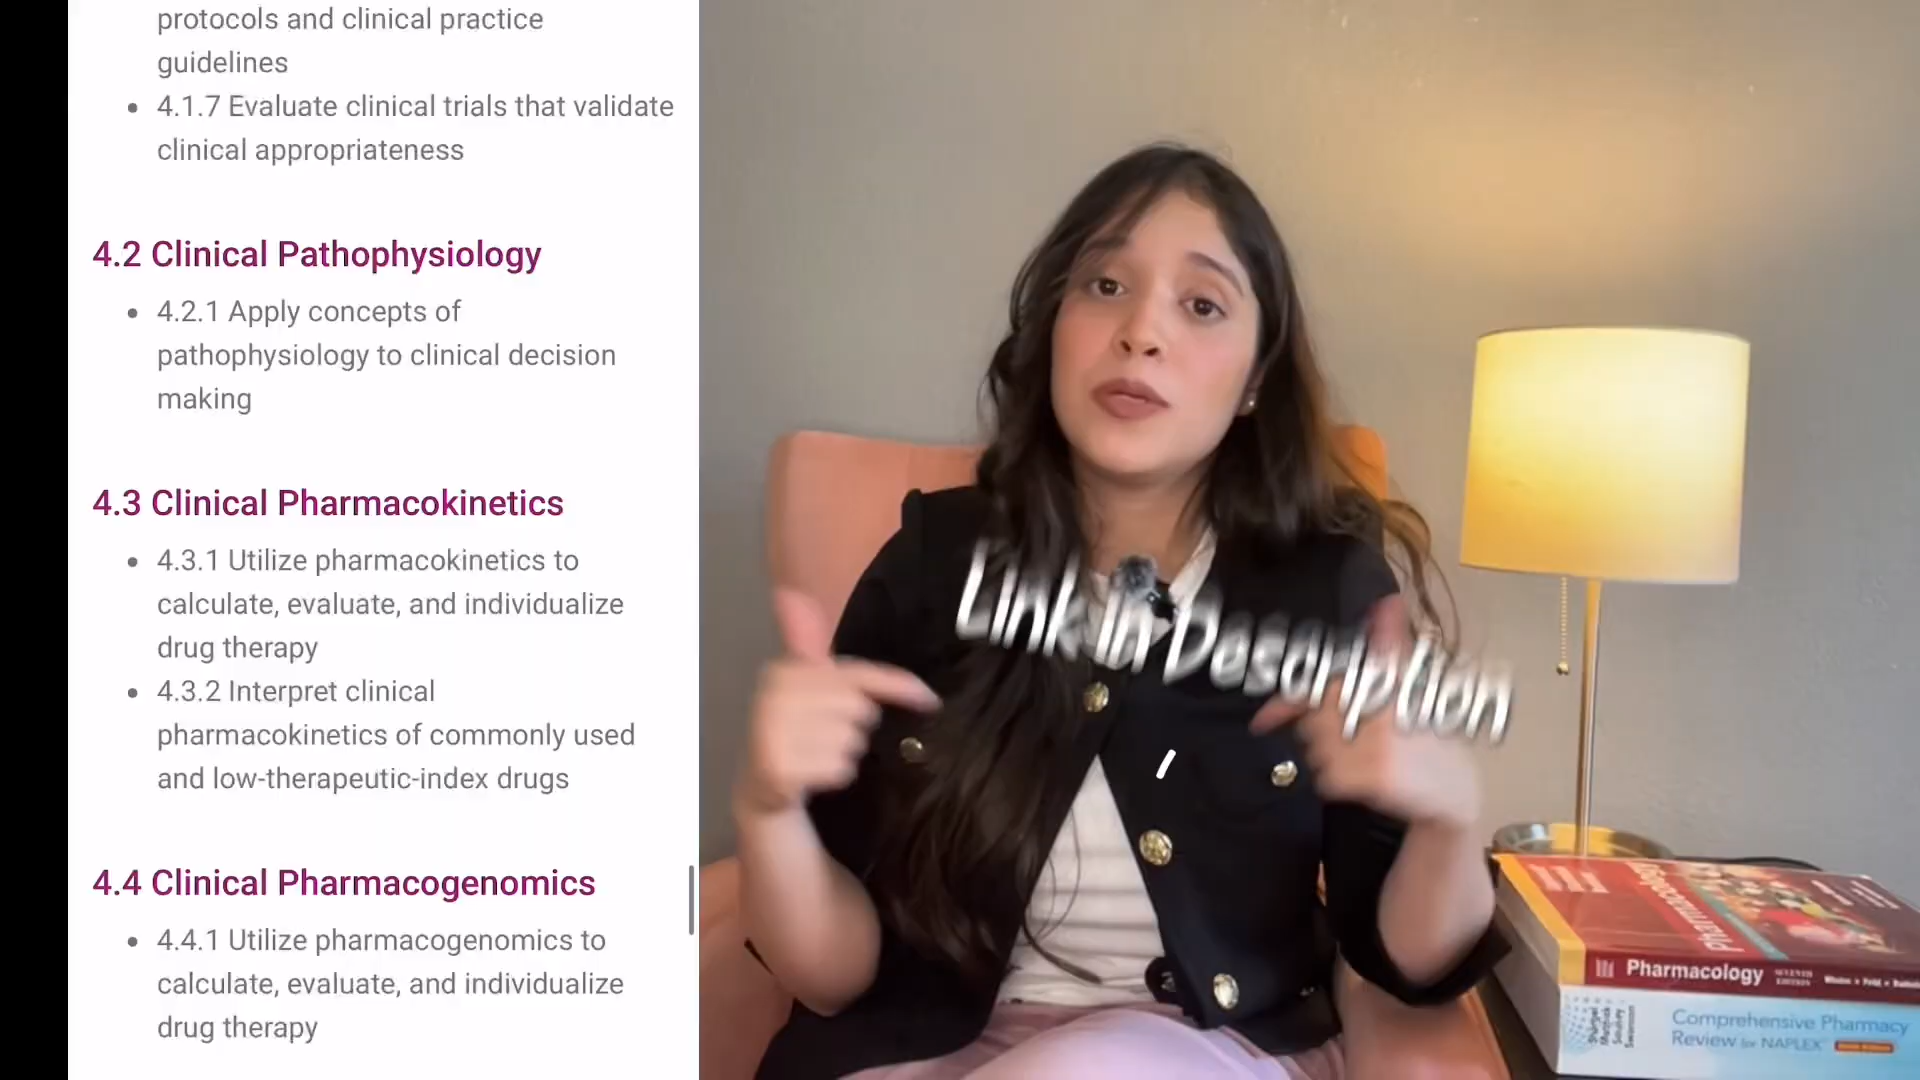 protocols and clinical practice
guidelines
• 4.1.7 Evaluate clinical trials that validate
clinical appropriateness
4.2 Clinical Pathophysiology
• 4.2.1 Apply concepts of
pathophysiology to clinical decision
making
4.3 Clinical Pharmacokinetics
• 4.3.1 Utilize pharmacokinetics to
calculate, evaluate, and individualize
drug therapy
• 4.3.2 Interpret clinical
pharmacokinetics of commonly used
and low-therapeutic-index drugs
4.4 Clinical Pharmacogenomics
• 4.4.1 Utilize pharmacogenomics to
calculate, evaluate, and individualize
drug therapy
Link in Description
Pharmacology
Pharmacology
SEVENTH
EDITION
Comprehensive Pharmacy
Review for NAPLEX